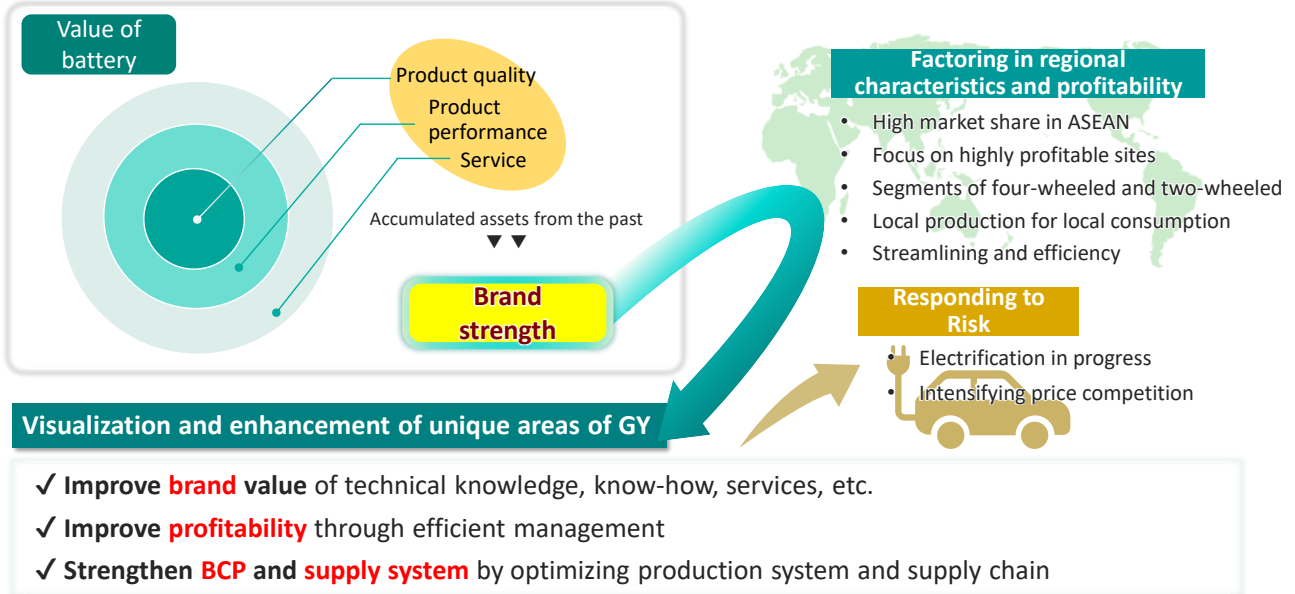 Value of
battery
Product quality
Product
performance
Service
Accumulated assets from the past
▼ ▼
Brand
strength
Factoring in regional
characteristics and profitability
• High market share in ASEAN
• Focus on highly profitable sites
• Segments of four-wheeled and two-wheeled
• Local production for local consumption
• Streamlining and efficiency
Responding to
Risk
• Electrification in progress
• Intensifying price competition
Visualization and enhancement of unique areas of GY
✓ Improve brand value of technical knowledge, know-how, services, etc.
✓ Improve profitability through efficient management
✓ Strengthen BCP and supply system by optimizing production system and supply chain